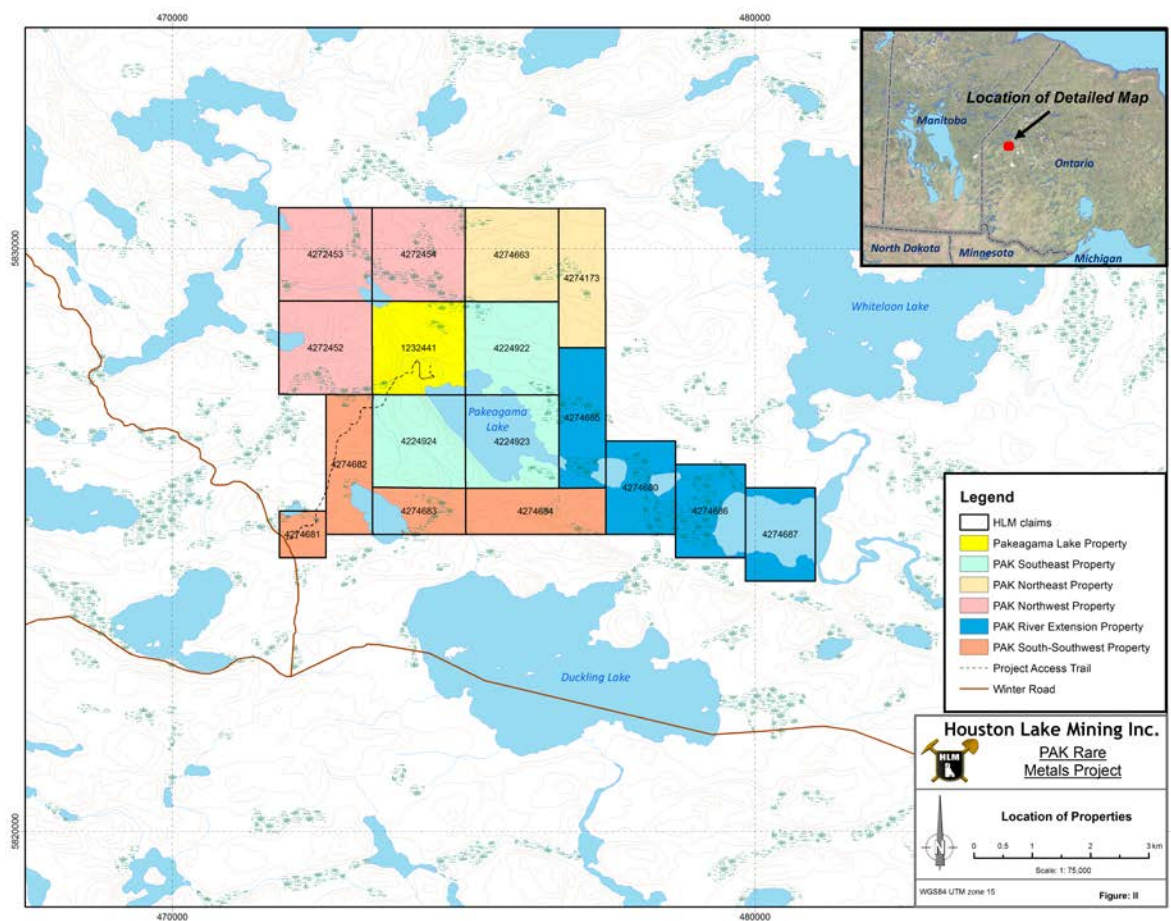 470000
480000
5830000
5820000
Location of Detailed Map
Manitoba
Ontario
North Dakota
Minnesota
Michigan
4272453
4272454
4274663
4274173
Whiteloon Lake
4272452
1232441
4224922
Pakeagama
Lake
4274665
4224924
4224923
4274682
4274680
4274683
4274684
4274686
4274687
4274681
Duckling Lake
Legend
HLM claims
Pakeagama Lake Property
PAK Southeast Property
PAK Northeast Property
PAK Northwest Property
PAK River Extension Property
PAK South-Southwest Property
Project Access Trail
Winter Road
Houston Lake Mining Inc.
HLM
PAK Rare
Metals Project
N
Location of Properties
0 0.5 1 2 3 km
Scale: 1: 75,000
WGS84 UTM zone 15
Figure: II
470000
480000